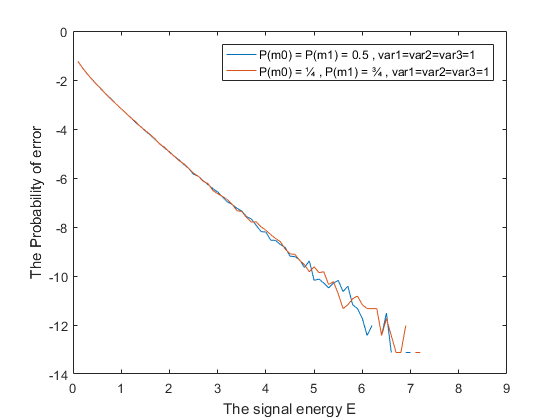 P(m0) = P(m1) = 0.5 , var1=var2=var3=1
P(m0) = ¼ , P(m1) = ¾ , var1=var2=var3=1
0
-2
-4
-6
-8
-10
-12
-14
The Probability of error
0 1 2 3 4 5 6 7 8 9
The signal energy E